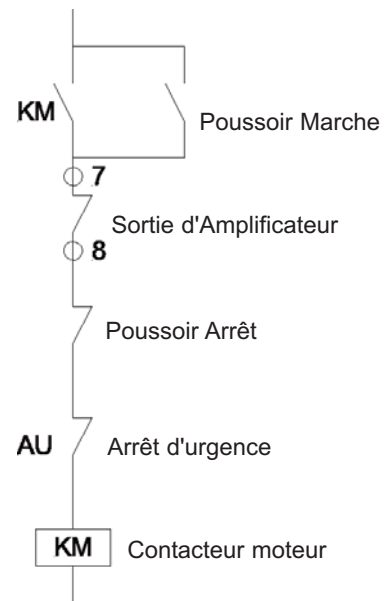 KM
Poussoir Marche
7
Sortie d'Amplificateur
8
Poussoir Arrêt
AU Arrêt d'urgence
KM Contacteur moteur